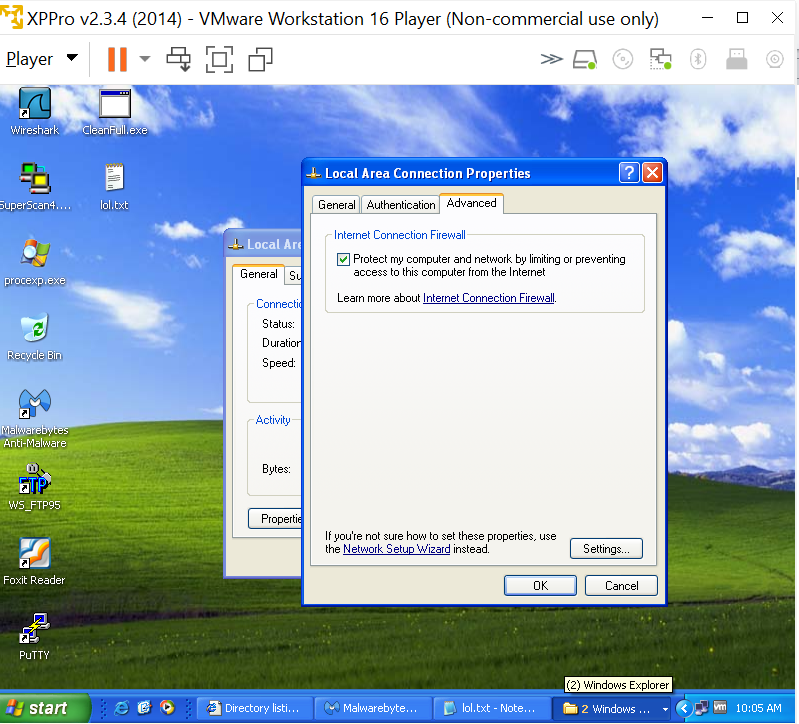 XPPro v2.3.4 (2014) - VMware Workstation 16 Player (Non-commercial use only)
Player
Wireshark
CleanFull.exe
SuperScan4....
lol.txt
procexp.exe
Recycle Bin
Malwarebytes
Anti-Malware
WS_FTP95
FTP
Foxit Reader
PuTTY
Local Are
General
Su
Connectio
Status:
Duration
Speed:
Activity
Bytes:
Propertie
Local Area Connection Properties
General
Authentication
Advanced
Internet Connection Firewall
Protect my computer and network by limiting or preventing
access to this computer from the Internet
Learn more about Internet Connection Firewall.
If you're not sure how to set these properties, use
the Network Setup Wizard instead.
Settings...
OK
Cancel
(2) Windows Explorer
start
Directory listi...
Malwarebyte...
lol.txt - Note...
2 Windows ...
vm
10:05 AM